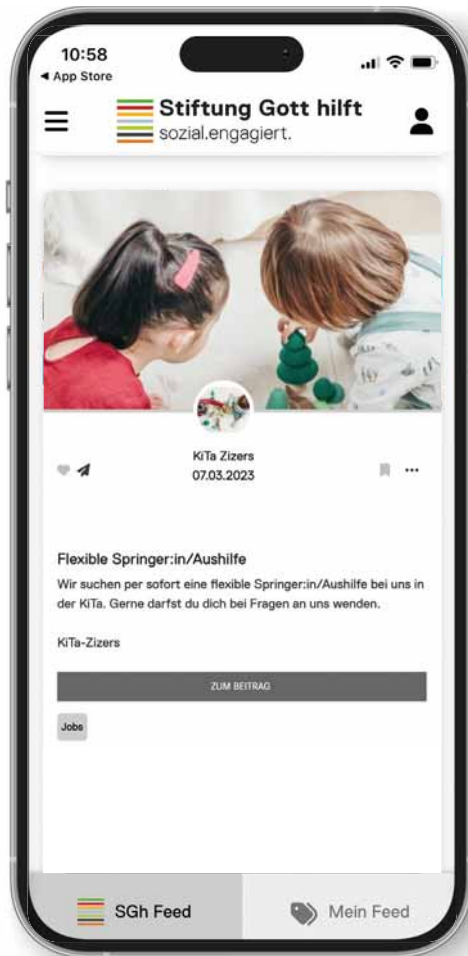 10:58
◀ App Store
Stiftung Gott hilft
sozial.engagiert.
KiTa Zizers
07.03.2023
Flexible Springer:in/Aushilfe
Wir suchen per sofort eine flexible Springer:in/Aushilfe bei uns in
der KiTa. Gerne darfst du dich bei Fragen an uns wenden.
KiTa-Zizers
ZUM BEITRAG
Jobs
SGh Feed
Mein Feed